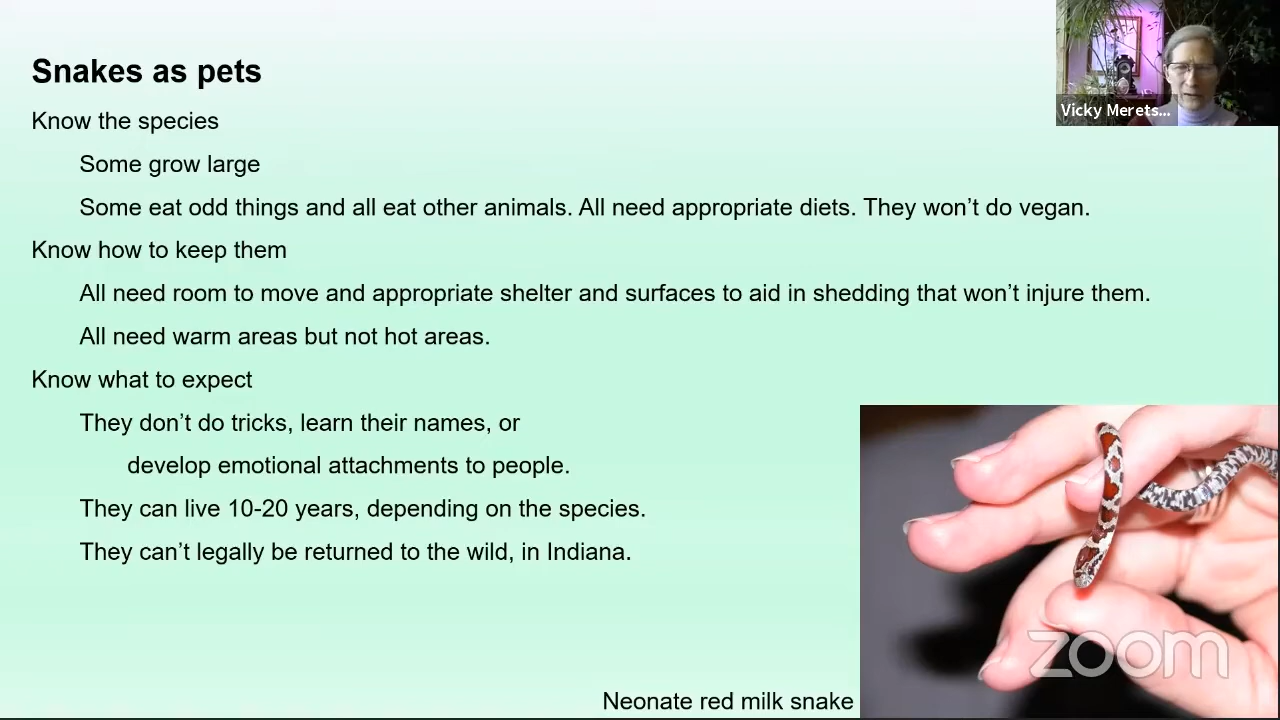 Snakes as pets
Vicky Merets...
Know the species
Some grow large
Some eat odd things and all eat other animals. All need appropriate diets. They won’t do vegan.
Know how to keep them
All need room to move and appropriate shelter and surfaces to aid in shedding that won’t injure them.
All need warm areas but not hot areas.
Know what to expect
They don’t do tricks, learn their names, or
develop emotional attachments to people.
They can live 10-20 years, depending on the species.
They can’t legally be returned to the wild, in Indiana.
zoom
Neonate red milk snake